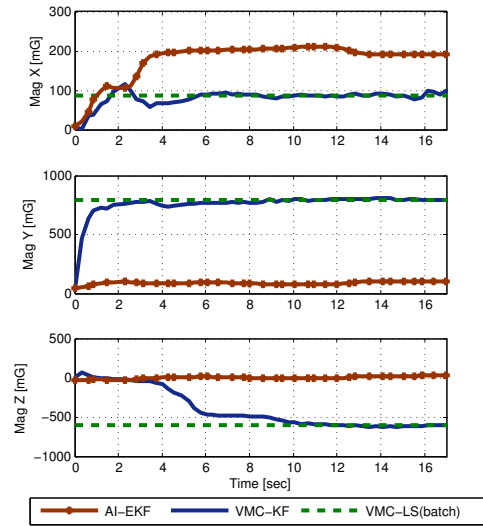 300
200
100
0
Mag X [mG]
0 2 4 6 8 10 12 14 16
1000
500
0
Mag Y [mG]
0 2 4 6 8 10 12 14 16
500
0
−500
−1000
Mag Z [mG]
0 2 4 6 8 10 12 14 16
Time [sec]
AI−EKF VMC−KF VMC−LS(batch)